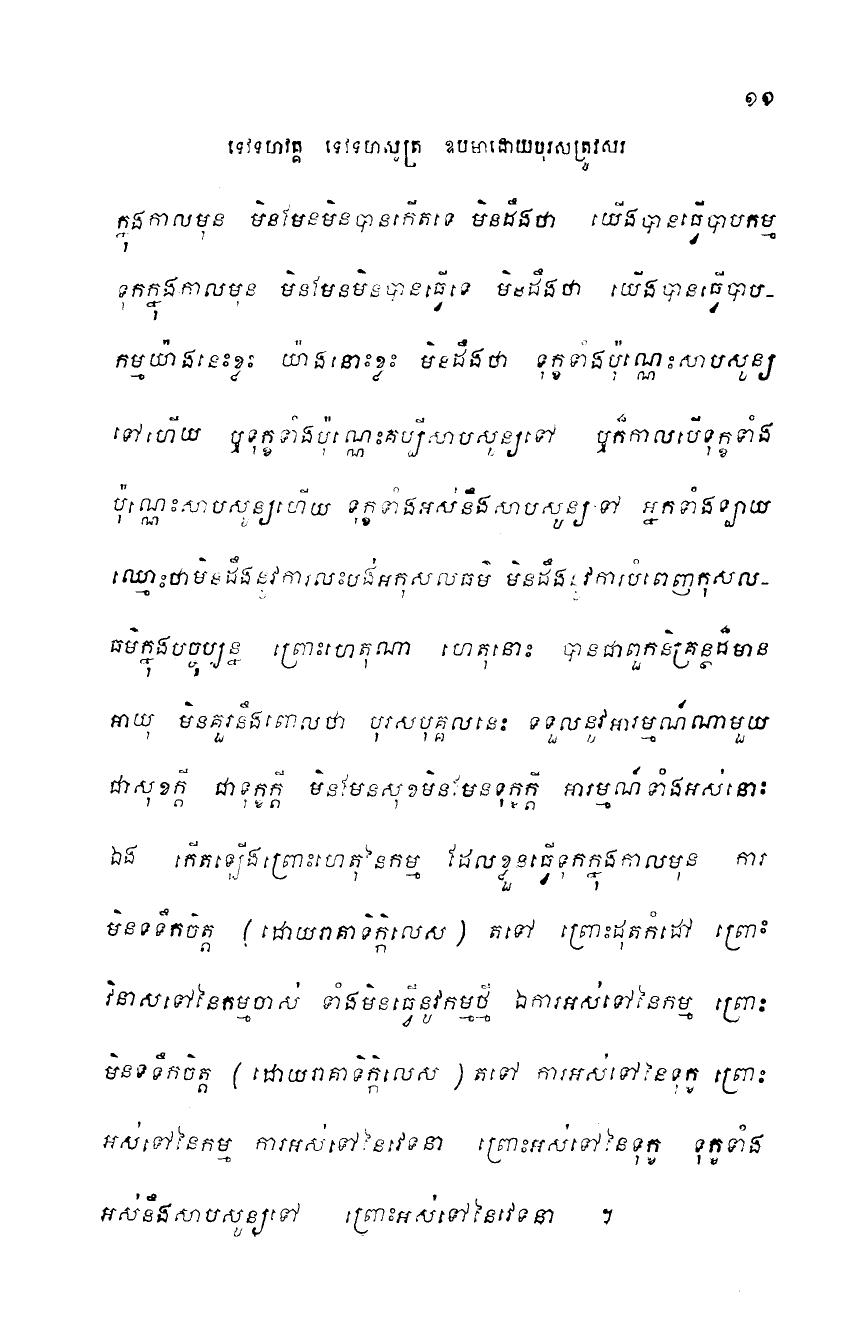 ១១
ទេវទហវគ្គ ទេវទហសូត្រ ឧបមាដោយបុរសត្រូវសរ
ក្នុងកាលមុន មិនមែនមិនបានកើតទេ មិនដឹងថា យើងបានធ្វើបាបកម្ម
ទុកក្នុងកាលមុន មិនមែនមិនបានធ្វើទេ មិនដឹងថា យើងបានធ្វើបាប-
កម្មយ៉ាងនេះខ្លះ យ៉ាងនោះខ្លះ មិនដឹងថា ទុក្ខទាំងប៉ុណ្ណេះសាបសូន្យ
ទៅហើយ ឬទុក្ខទាំងប៉ុណ្ណេះគប្បីសាបសូន្យទៅ ឬក៏កាលបើទុក្ខទាំង
ប៉ុណ្ណេះសាបសូន្យហើយ ទុក្ខទាំងអស់នឹងសាបសូន្យទៅ អ្នកទាំងឡាយ
ឈ្មោះថាមិនដឹងនូវការលះបង់អកុសលធម៌ មិនដឹងនូវការបំពេញកុសល-
ធម៌ក្នុងបច្ចុប្បន្ន ព្រោះហេតុណា ហេតុនោះ បានជាពួកនិគ្រន្ថដ៏មាន
អាយុ មិនគួរនឹងពោលថា បុរសបុគ្គលនេះ ទទួលនូវអារម្មណ៍ណាមួយ
ជាសុខក្តី ជាទុក្ខក្តី មិនមែនសុខមិនមែនទុក្ខក្តី អារម្មណ៍ទាំងអស់នោះ
ឯង កើតឡើងព្រោះហេតុនៃកម្ម ដែលខ្លួនធ្វើទុកក្នុងកាលមុន ការ
មិនទទឹកចិត្ត (ដោយរាគាទិក្កិលេស) តទៅ ព្រោះដុតកំដៅ ព្រោះ
វិនាសទៅនៃកម្មចាស់ ទាំងមិនធ្វើនូវកម្មថ្មី ឯការអស់ទៅនៃកម្ម ព្រោះ
មិនទទឹកចិត្ត (ដោយរាគាទិក្កិលេស) តទៅ ការអស់ទៅនៃទុក្ខ ព្រោះ
អស់ទៅនៃកម្ម ការអស់ទៅនៃវេទនា ព្រោះអស់ទៅនៃទុក្ខ ទុក្ខទាំង
អស់នឹងសាបសូន្យទៅ ព្រោះអស់ទៅនៃវេទនា ។